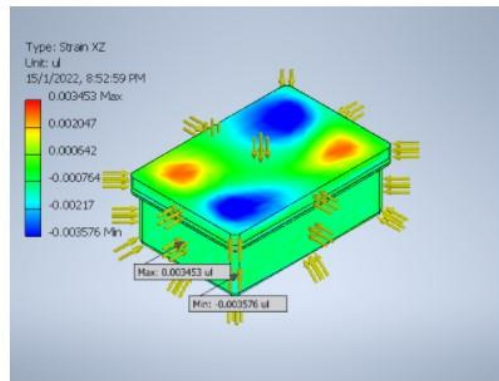 Type: Strain XZ
Unit: ul
15/1/2022, 8:52:59 PM
0.003453 Max
0.002047
0.000642
-0.000764
-0.00217
-0.003576 Min
Max: 0.003453 ul
Min: -0.003576 ul